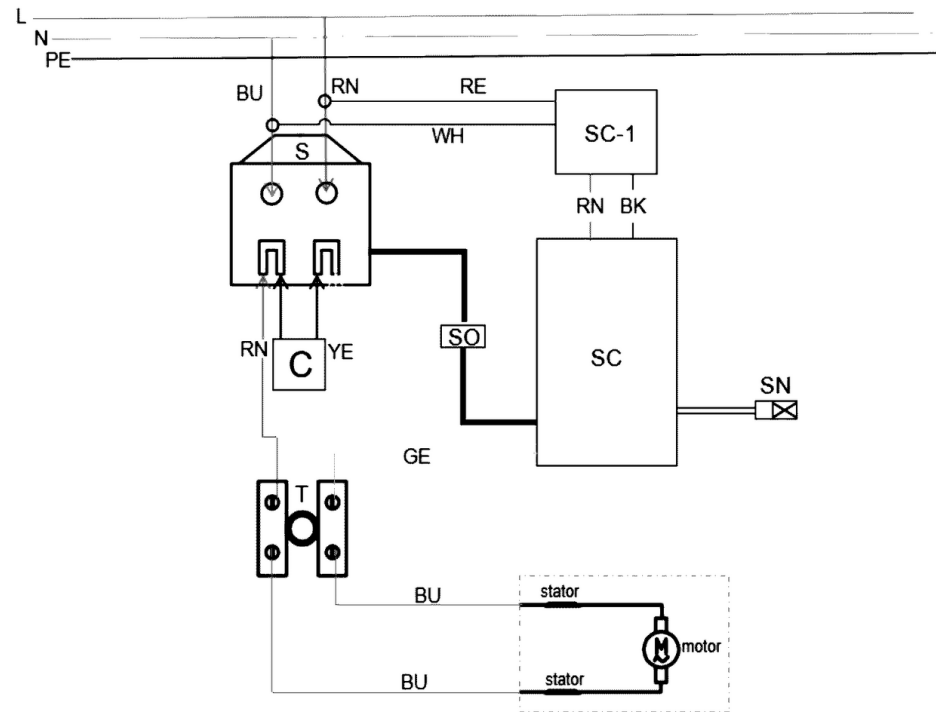 L
N
PE
BU
RN
RE
WH
SC-1
S
RN
BK
RN
C
YE
SO
SC
SN
GE
T
BU
stator
M
motor
BU
stator